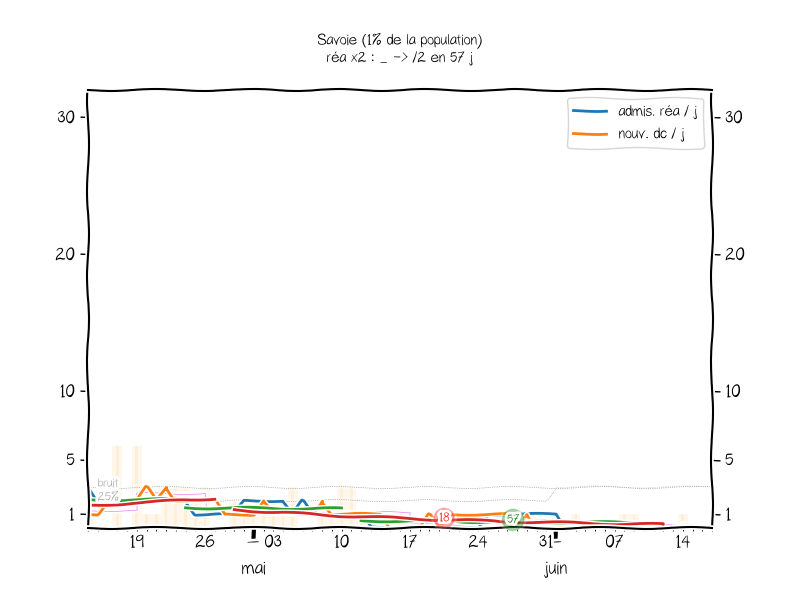 Savoie (1% de la population)
réa x2 : _ -> /2 en 57 j
admis. réa / j
nouv. dc / j
30
30
20
20
10
10
5
5
bruit
25%
18
57
1
1
19 26 03 10 17 24 31 07 14
mai juin